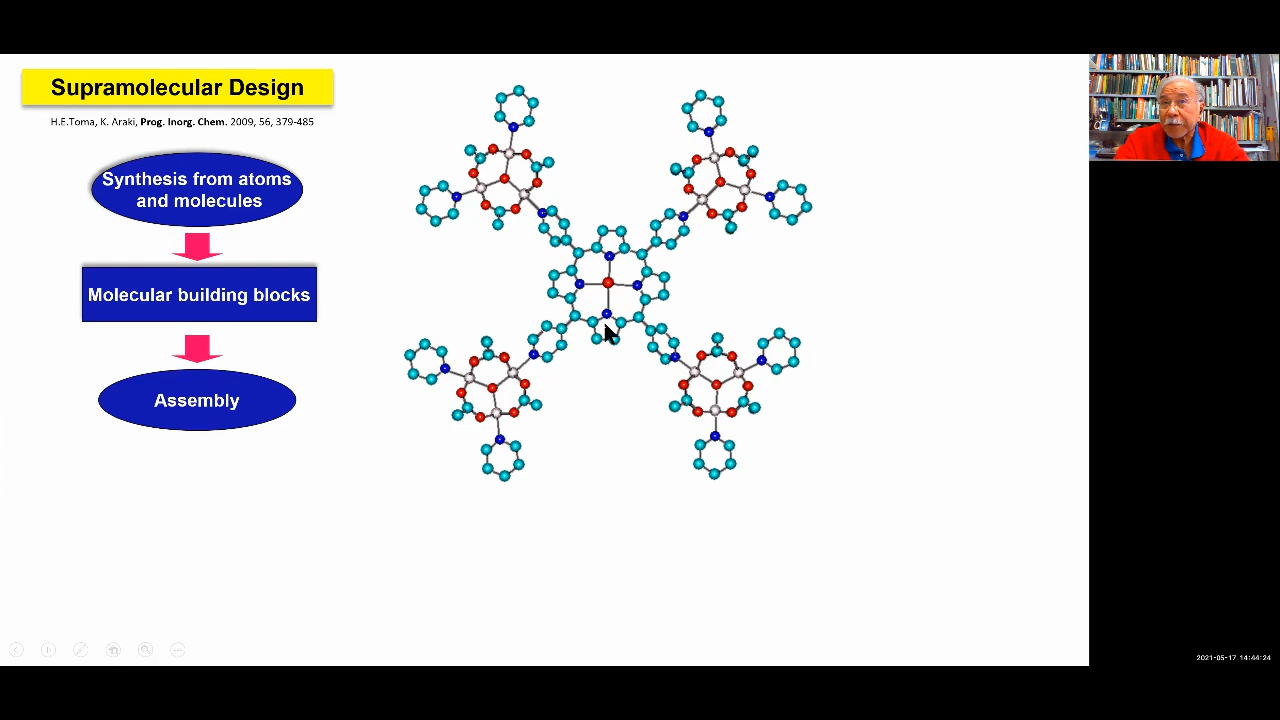 Supramolecular Design
H.E.Toma, K. Araki, Prog. Inorg. Chem. 2009, 56, 379-485
Synthesis from atoms
and molecules
Molecular building blocks
Assembly
2021-05-17 14:44:24